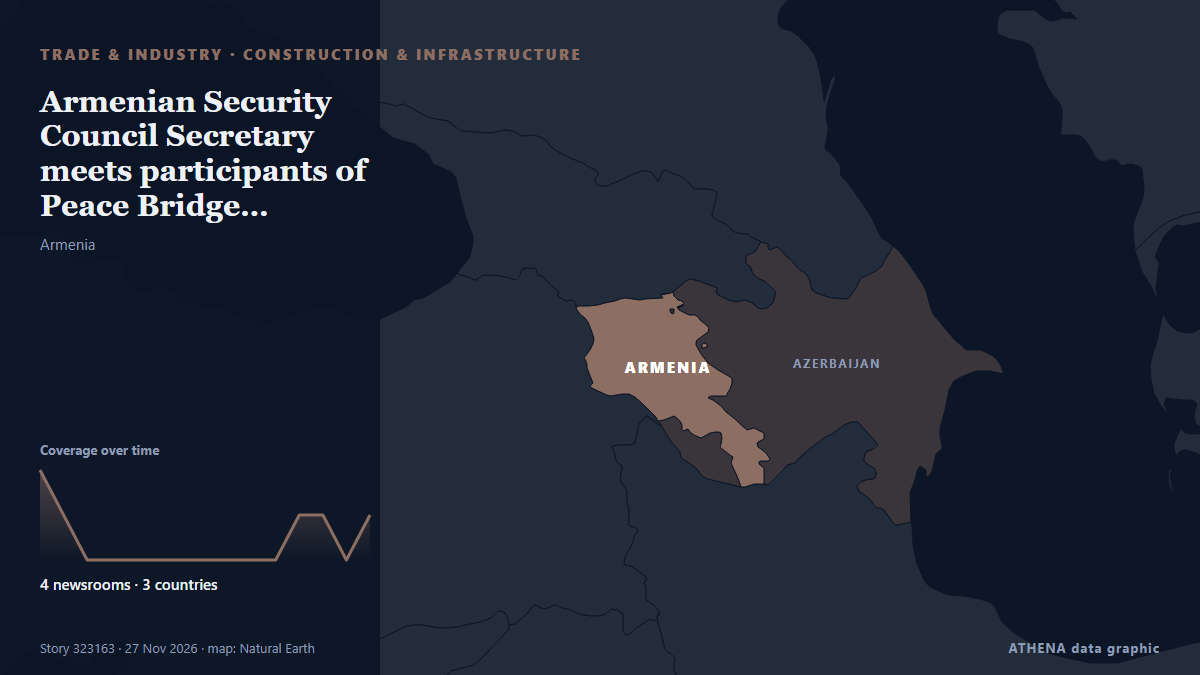 TRADE & INDUSTRY · CONSTRUCTION & INFRASTRUCTURE
Armenian Security
Council Secretary
meets participants of
Peace Bridge...
Armenia
ARMENIA
AZERBAIJAN
Coverage over time
4 newsrooms · 3 countries
Story 323163 · 27 Nov 2026 · map: Natural Earth
ATHENA data graphic